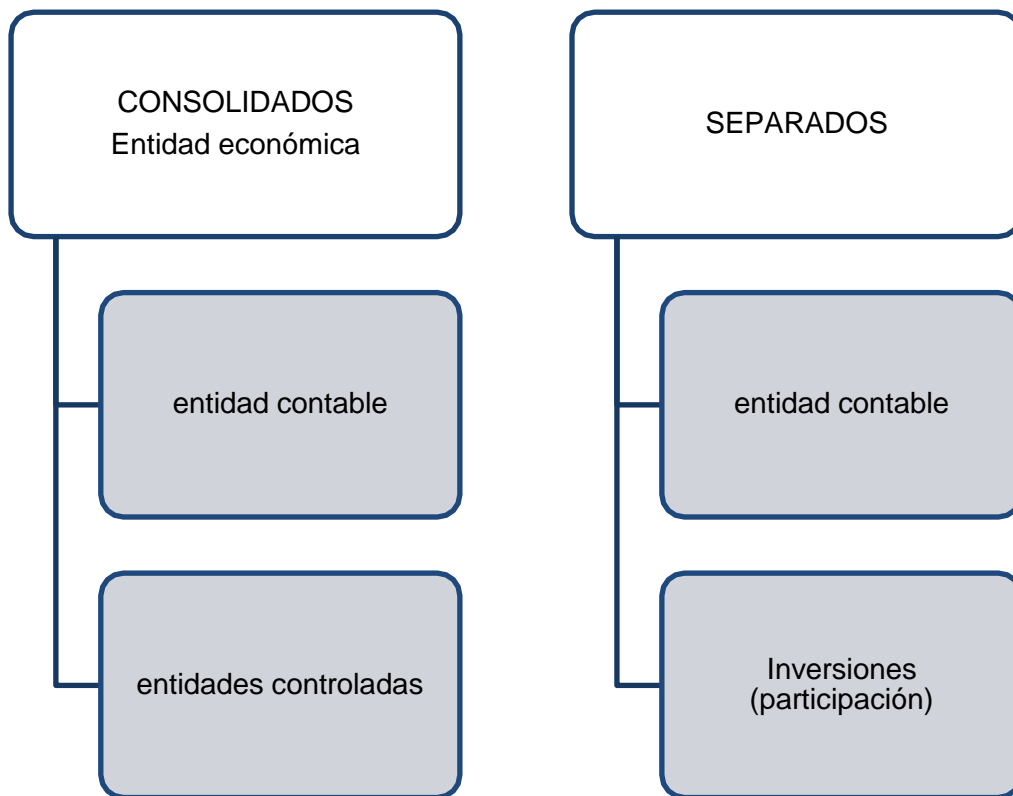 CONSOLIDADOS
Entidad económica
entidad contable
entidades controladas
SEPARADOS
entidad contable
Inversiones
(participación)